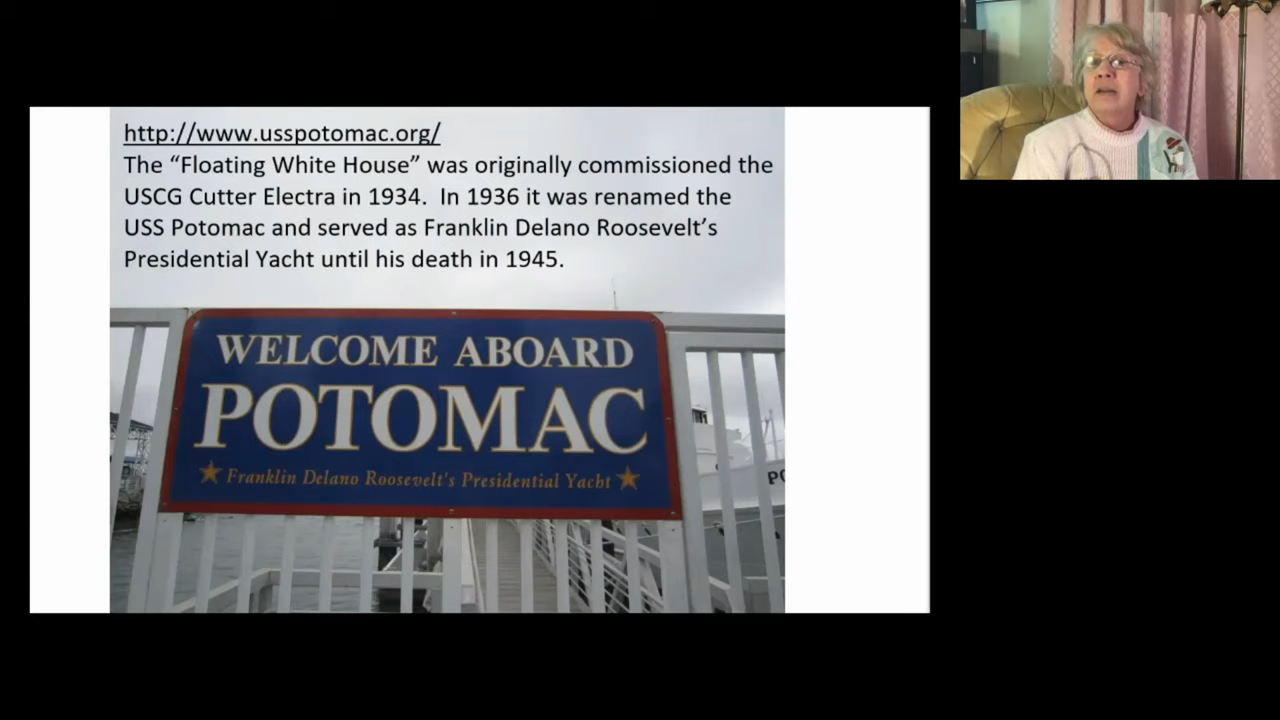 http://www.usspotomac.org/
The “Floating White House” was originally commissioned the
USCG Cutter Electra in 1934.  In 1936 it was renamed the
USS Potomac and served as Franklin Delano Roosevelt’s
Presidential Yacht until his death in 1945.
WELCOME ABOARD
POTOMAC
Franklin Delano Roosevelt's Presidential Yacht
PO